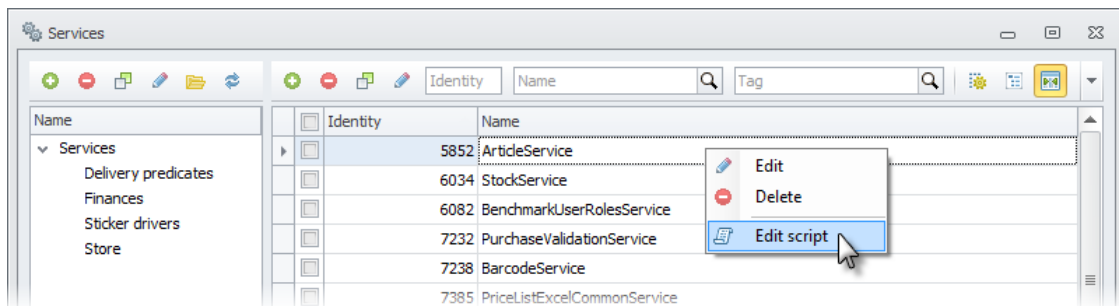 Services
Identity Name Tag
Name
Services
Delivery predicates
Finances
Sticker drivers
Store
Identity Name
5852 ArticleService
6034 StockService
6082 BenchmarkUserRolesService
7232 PurchaseValidationService
7238 BarcodeService
7385 PriceListExcelCommonService
Edit
Delete
Edit script